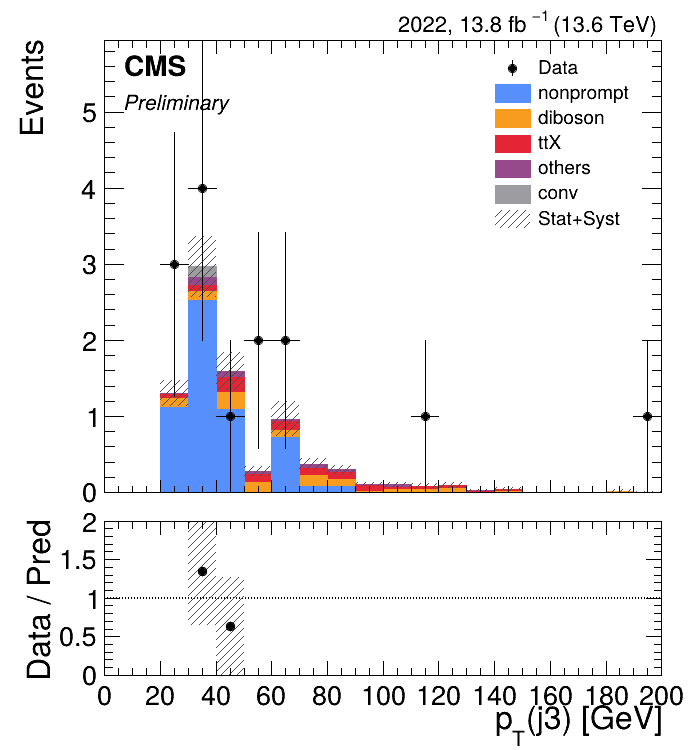 2022, 13.8 fb⁻¹ (13.6 TeV)
CMS
Preliminary
Events
Data
nonprompt
diboson
ttX
others
conv
Stat+Syst
5
4
3
2
1
0
Data / Pred
2
1.5
1
0.5
0
0 20 40 60 80 100 120 140 160 180 200
p_T(j3) [GeV]